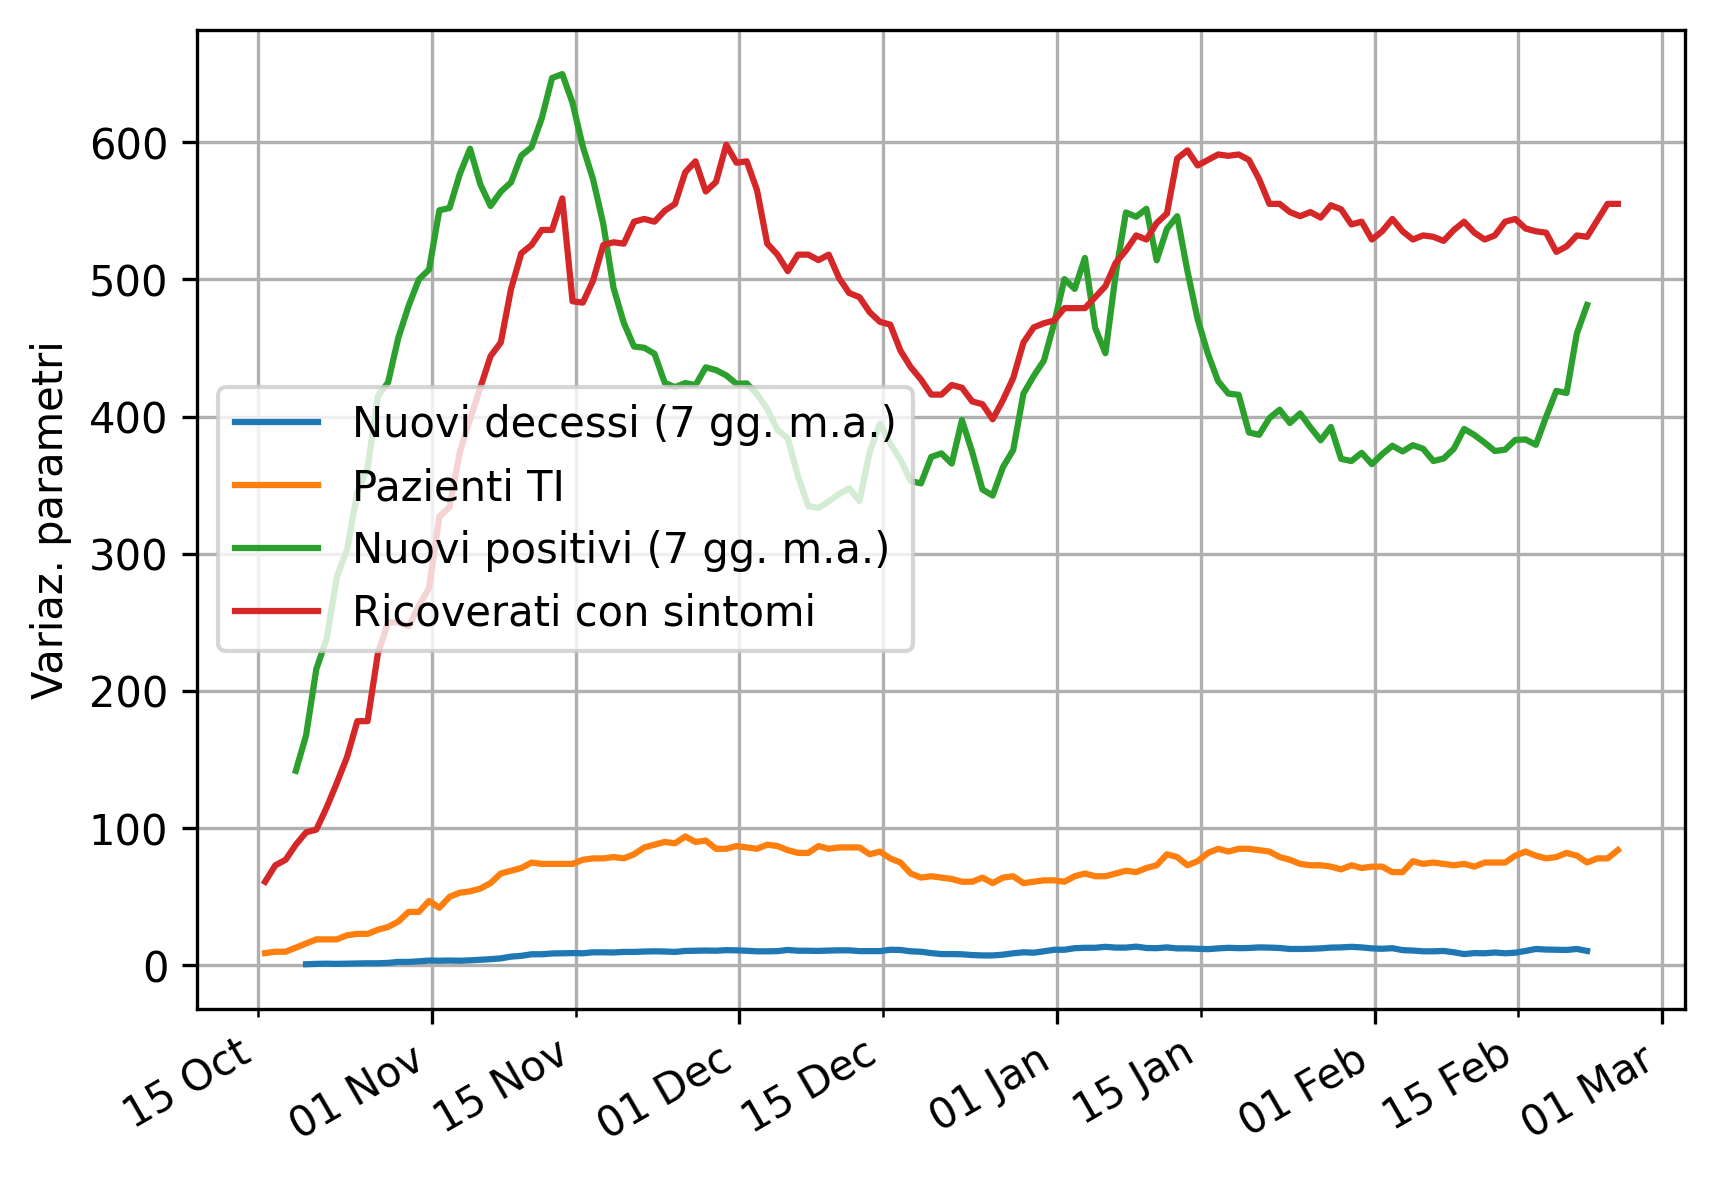 Variaz. parametri
600
500
400
300
200
100
0
Nuovi decessi (7 gg. m.a.)
Pazienti TI
Nuovi positivi (7 gg. m.a.)
Ricoverati con sintomi
15 Oct
01 Nov
15 Nov
01 Dec
15 Dec
01 Jan
15 Jan
01 Feb
15 Feb
01 Mar